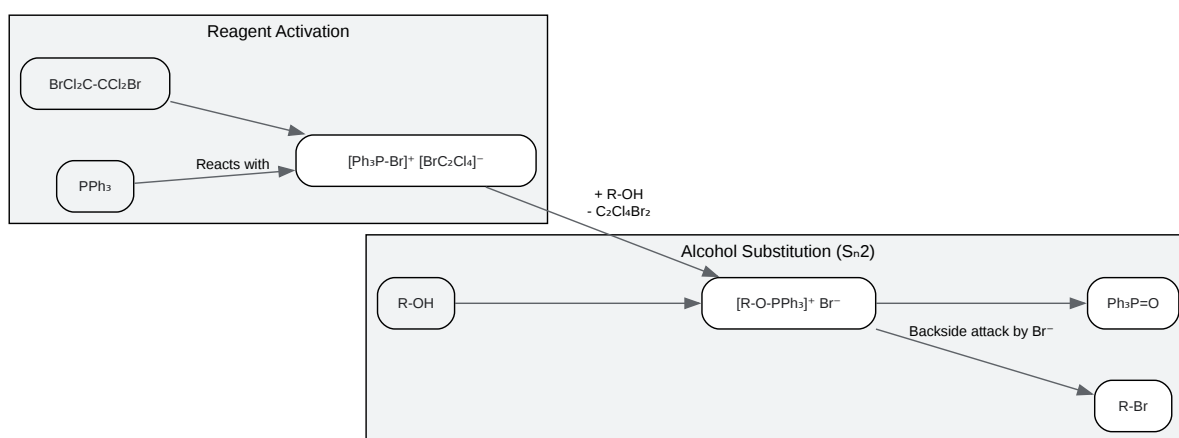 Reagent Activation
BrCl₂C-CCl₂Br
Reacts with
PPh₃
[Ph₃P-Br]⁺ [BrC₂Cl₄]⁻
+ R-OH
- C₂Cl₄Br₂
Alcohol Substitution (Sₙ2)
R-OH
[R-O-PPh₃]⁺ Br⁻
Ph₃P=O
Backside attack by Br⁻
R-Br